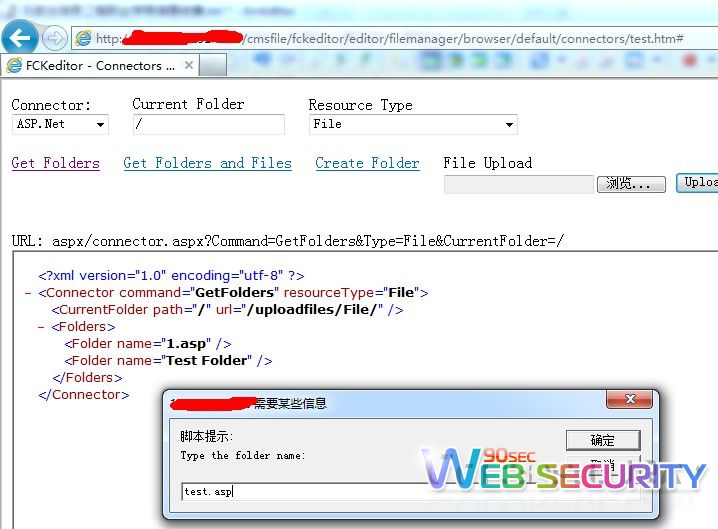 http:/ /cmsfile/fckeditor/editor/filemanager/browser/default/connectors/test.htm#
FCKeditor - Connectors ...
Connector: Current Folder Resource Type
ASP.Net / File
Get Folders Get Folders and Files Create Folder File Upload
浏览... Uploa
URL: aspx/connector.aspx?Command=GetFolders&Type=File&CurrentFolder=/
<?xml version="1.0" encoding="utf-8" ?>
– <Connector command="GetFolders" resourceType="File">
<CurrentFolder path="/" url="/uploadfiles/File/" />
– <Folders>
<Folder name="1.asp" />
<Folder name="Test Folder" />
</Folders>
</Connector>
需要某些信息
脚本提示:
确定
Type the folder name:
取消
90sec
WEB SECURITY
test.asp